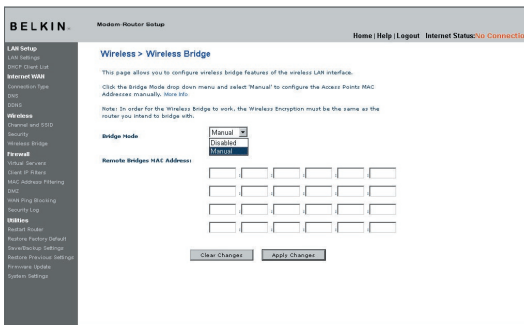 BELKIN
Modem-Router Setup
Home|Help|Logout Internet Status:No Connectio
LAN Setup
LAN Settings
DHCP Client List
Internet WAN
Connection Type
DNS
DDNS
Wireless
Channel and SSID
Security
Wireless Bridge
Firewall
Virtual Servers
Client IP Filters
MAC Address Filtering
DMZ
WAN Ping Blocking
Security Log
Utilities
Restart Router
Restore Factory Default
Save/Backup Settings
Restore Previous Settings
Firmware Update
System Settings
Wireless > Wireless Bridge
This page allows you to configure wireless bridge features of the wireless LAN interface.
Click the Bridge Mode drop down menu and select 'Manual' to configure the Access Points MAC
Addresses manually. More Info
Note: In order for the Wireless Bridge to work, the Wireless Encryption must be the same as the
router you intend to bridge with.
Bridge Mode
Manual
Disabled
Manual
Remote Bridges MAC Address:
: : : : :
: : : : :
: : : : :
: : : : :
Clear Changes Apply Changes